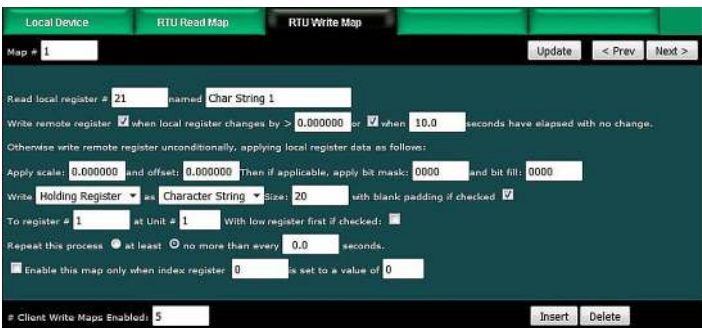 Local Device RTU Read Map RTU Write Map
Map # 1 Update < Prev Next >
Read local register # 21 named Char String 1
Write remote register when local register changes by > 0.000000 or when 10.0 seconds have elapsed with no change.
Otherwise write remote register unconditionally, applying local register data as follows:
Apply scale: 0.000000 and offset: 0.000000 Then if applicable, apply bit mask: 0000 and bit fill: 0000
Write Holding Register as Character String Size: 20 with blank padding if checked
To register # 1 at Unit # 1 With low register first if checked:
Repeat this process at least no more than every 0.0 seconds.
Enable this map only when index register 0 is set to a value of 0
# Client Write Maps Enabled: 5 Insert Delete